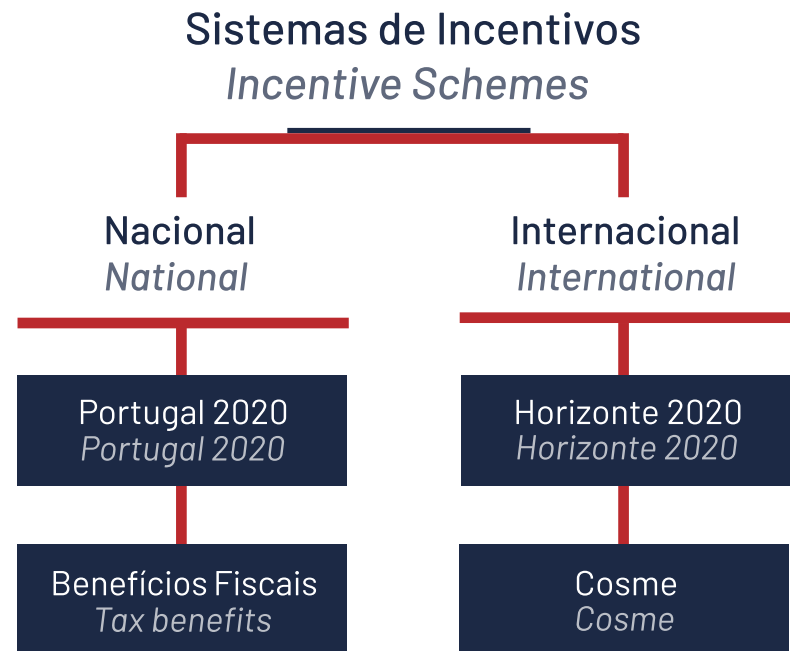 Sistemas de Incentivos
Incentive Schemes
Nacional
National
Portugal 2020
Portugal 2020
Benefícios Fiscais
Tax benefits
Internacional
International
Horizonte 2020
Horizonte 2020
Cosme
Cosme